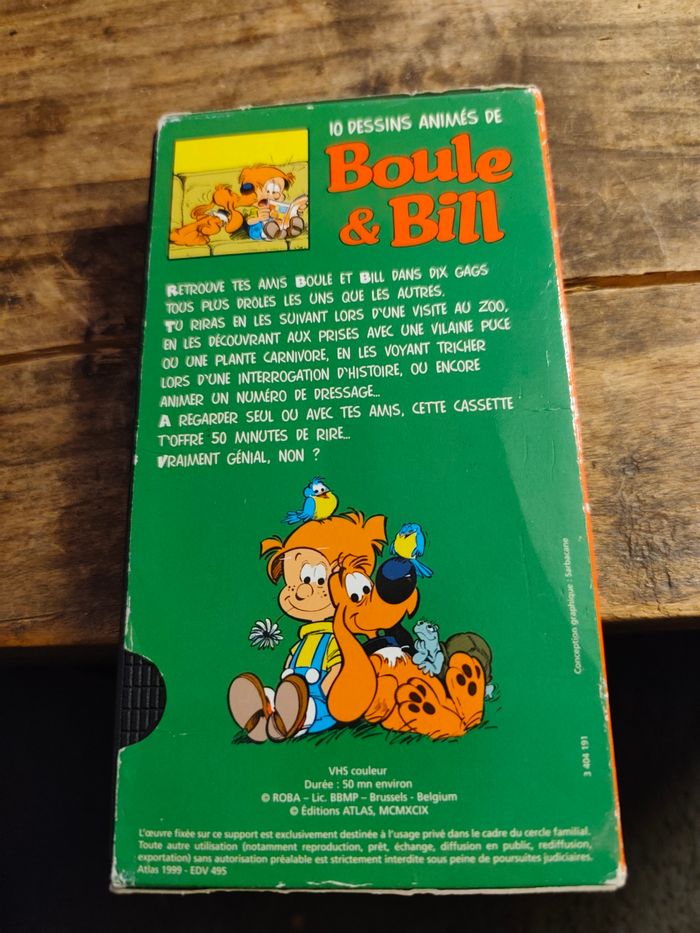 10 DESSINS ANIMÉS DE
Boule
& Bill
RETROUVE TES AMIS BOULE ET BILL DANS DIX GAGS
TOUS PLUS DRÔLES LES UNS QUE LES AUTRES.
TU RIRAS EN LES SUIVANT LORS D'UNE VISITE AU ZOO,
EN LES DÉCOUVRANT AUX PRISES AVEC UNE VILAINE PUCE
OU UNE PLANTE CARNIVORE, EN LES VOYANT TRICHER
LORS D'UNE INTERROGATION D'HISTOIRE, OU ENCORE
ANIMER UN NUMÉRO DE DRESSAGE...
A REGARDER SEUL OU AVEC TES AMIS, CETTE CASSETTE
T'OFFRE 50 MINUTES DE RIRE...
VRAIMENT GÉNIAL, NON ?
Conception graphique : Sarbacane
3 404 191
VHS couleur
Durée : 50 mn environ
© ROBA – Lic. BBMP – Brussels - Belgium
© Éditions ATLAS, MCMXCIX
L'œuvre fixée sur ce support est exclusivement destinée à l'usage privé dans le cadre du cercle familial.
Toute autre utilisation (notamment reproduction, prêt, échange, diffusion en public, rediffusion,
exportation) sans autorisation préalable est strictement interdite sous peine de poursuites judiciaires.
Atlas 1999 - EDV 495